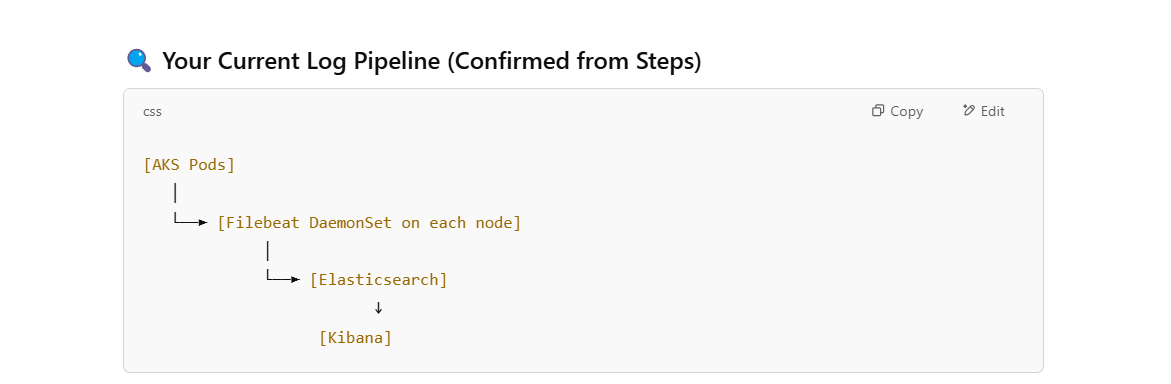 🔍 Your Current Log Pipeline (Confirmed from Steps)
css
Copy
Edit
[AKS Pods]
│
└──► [Filebeat DaemonSet on each node]
│
└──► [Elasticsearch]
↓
[Kibana]